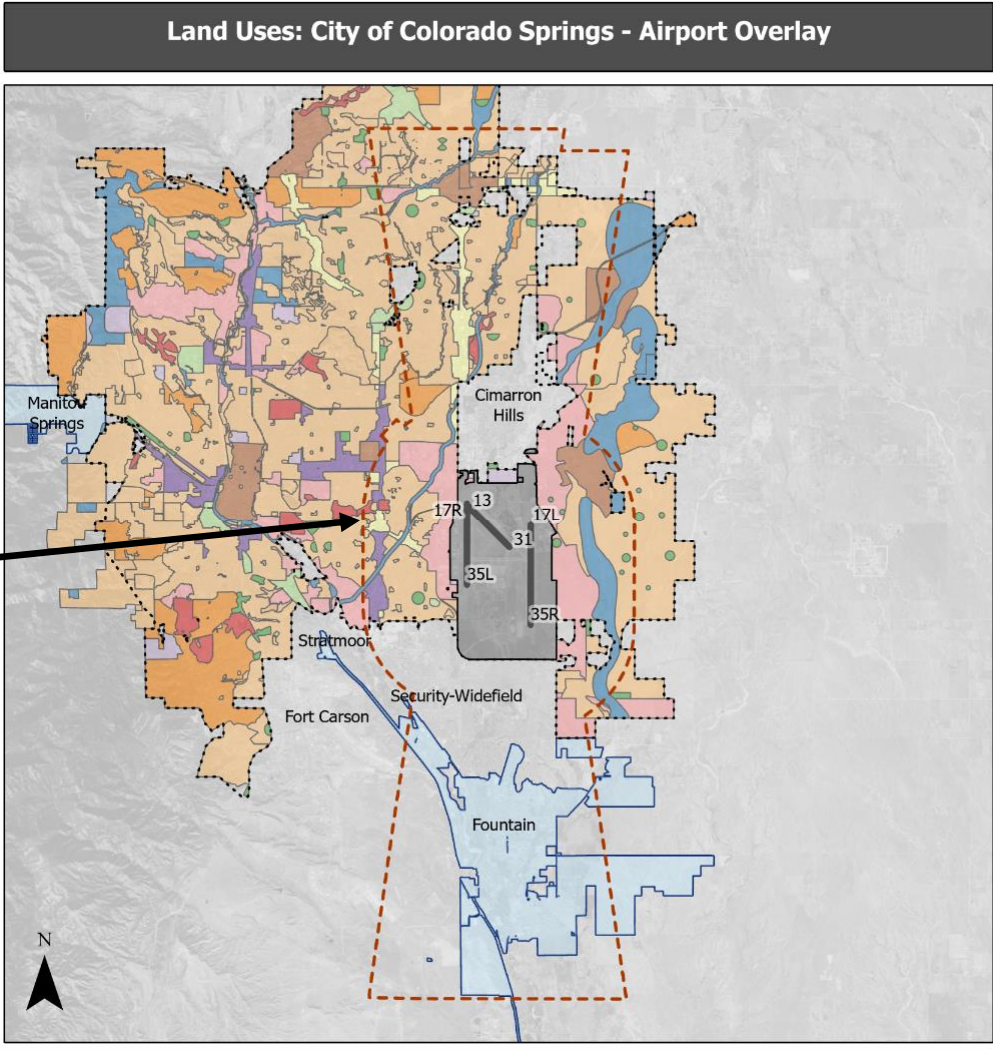 Land Uses: City of Colorado Springs - Airport Overlay
Manitou
Springs
Cimarron
Hills
17R
13
17L
31
35L
35R
Stratmoor
Security-Widefield
Fort Carson
Fountain
N